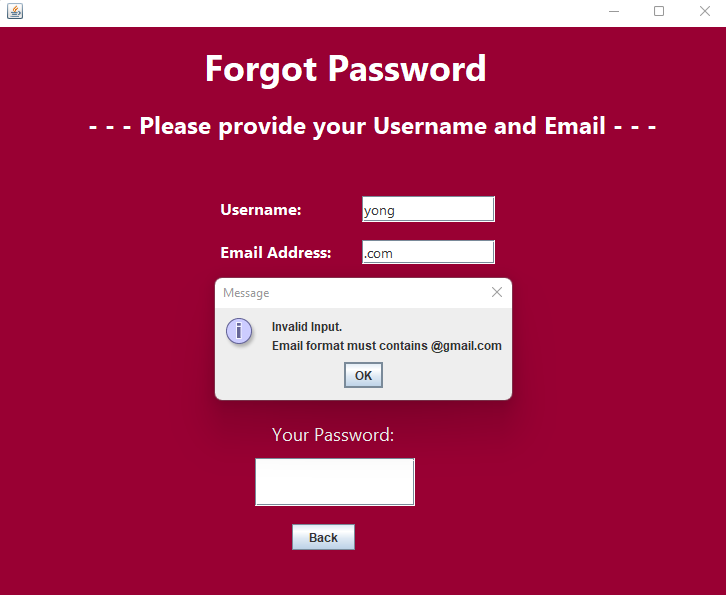 Forgot Password
- - - Please provide your Username and Email - - -
Username: yong
Email Address: .com
Message
Invalid Input.
Email format must contains @gmail.com
OK
Your Password:
Back